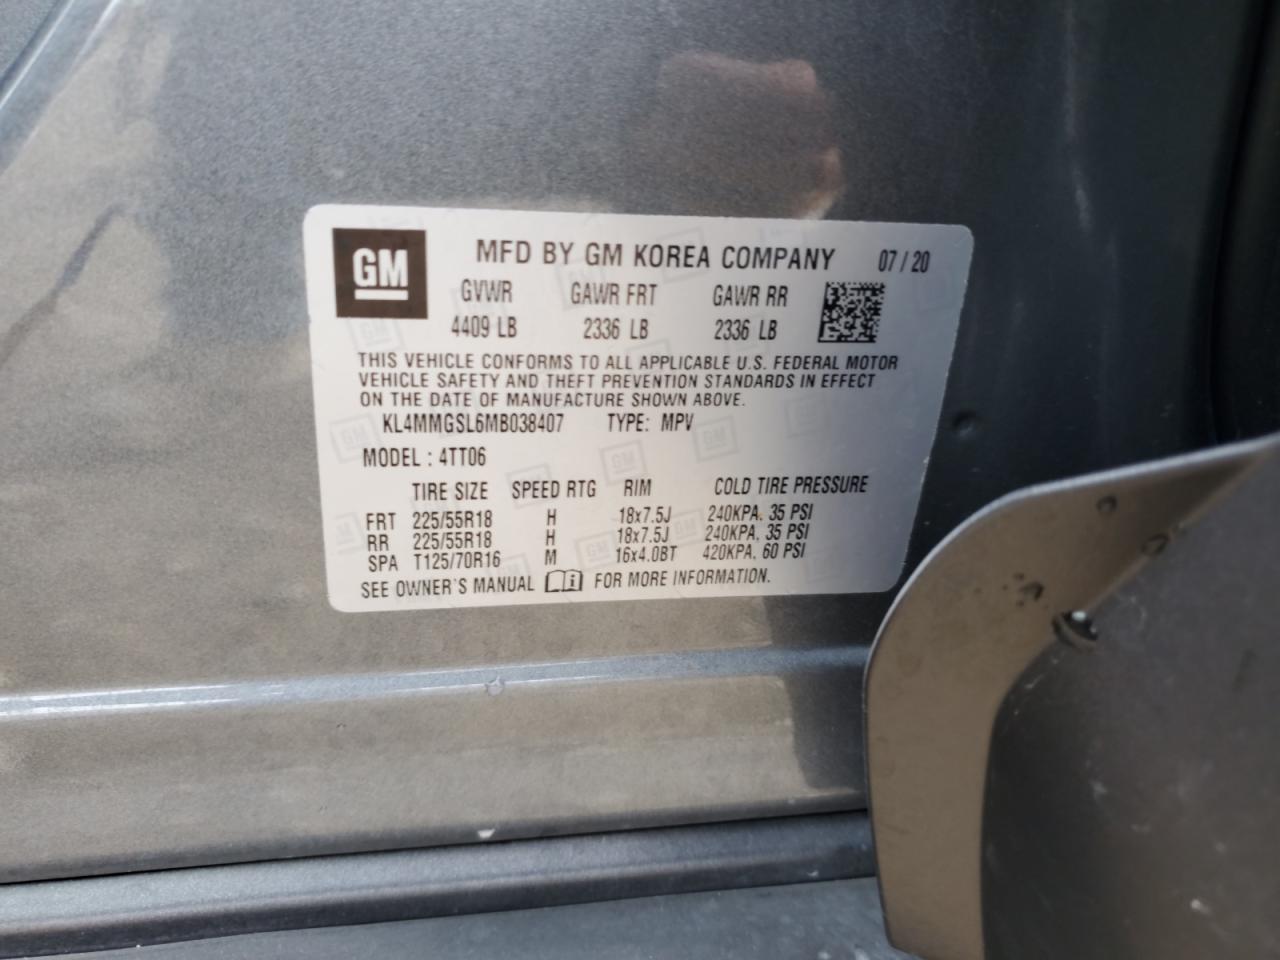 GM
MFD BY GM KOREA COMPANY 07/20
GVWR GAWR FRT GAWR RR
4409 LB 2336 LB 2336 LB
THIS VEHICLE CONFORMS TO ALL APPLICABLE U.S. FEDERAL MOTOR
VEHICLE SAFETY AND THEFT PREVENTION STANDARDS IN EFFECT
ON THE DATE OF MANUFACTURE SHOWN ABOVE.
KL4MMGSL6MB038407 TYPE: MPV
MODEL : 4TT06
TIRE SIZE SPEED RTG RIM COLD TIRE PRESSURE
FRT 225/55R18 H 18x7.5J 240KPA, 35 PSI
RR 225/55R18 H 18x7.5J 240KPA, 35 PSI
SPA T125/70R16 M 16x4.0BT 420KPA, 60 PSI
SEE OWNER'S MANUAL FOR MORE INFORMATION.